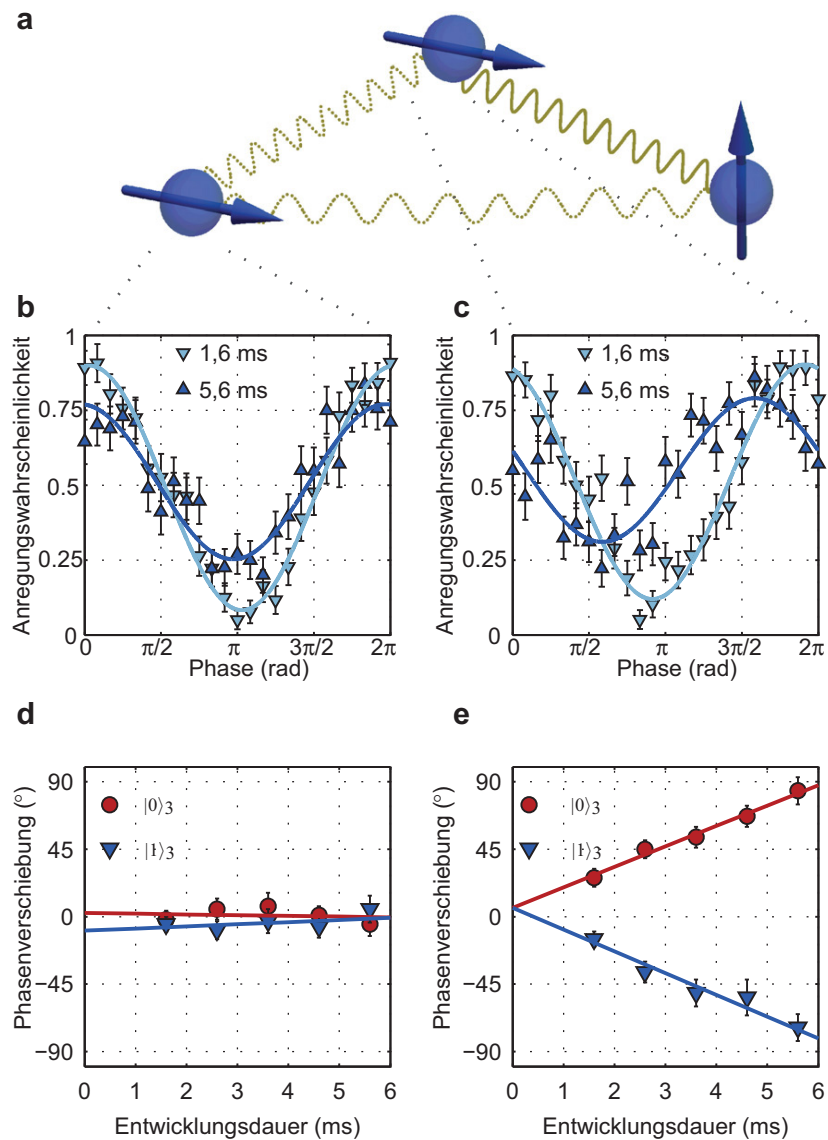 a
b
c
1,6 ms
5,6 ms
1,6 ms
5,6 ms
Anregungswahrscheinlichkeit
1
0.75
0.5
0.25
0
0
π/2
π
3π/2
2π
Phase (rad)
Anregungswahrscheinlichkeit
1
0.75
0.5
0.25
0
0
π/2
π
3π/2
2π
Phase (rad)
d
e
|0⟩3
|1⟩3
Phasenverschiebung (°)
90
45
0
−45
−90
0 1 2 3 4 5 6
Entwicklungsdauer (ms)
|0⟩3
|1⟩3
Phasenverschiebung (°)
90
45
0
−45
−90
0 1 2 3 4 5 6
Entwicklungsdauer (ms)